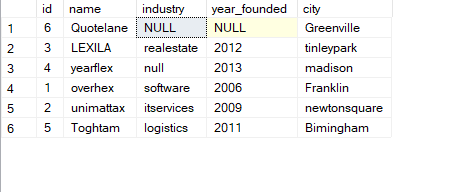 id name industry year_founded city
1 6 Quotelane NULL NULL Greenville
2 3 LEXILA realestate 2012 tinleypark
3 4 yearflex null 2013 madison
4 1 overhex software 2006 Franklin
5 2 unimattax itservices 2009 newtonsquare
6 5 Toghtam logistics 2011 Bimingham